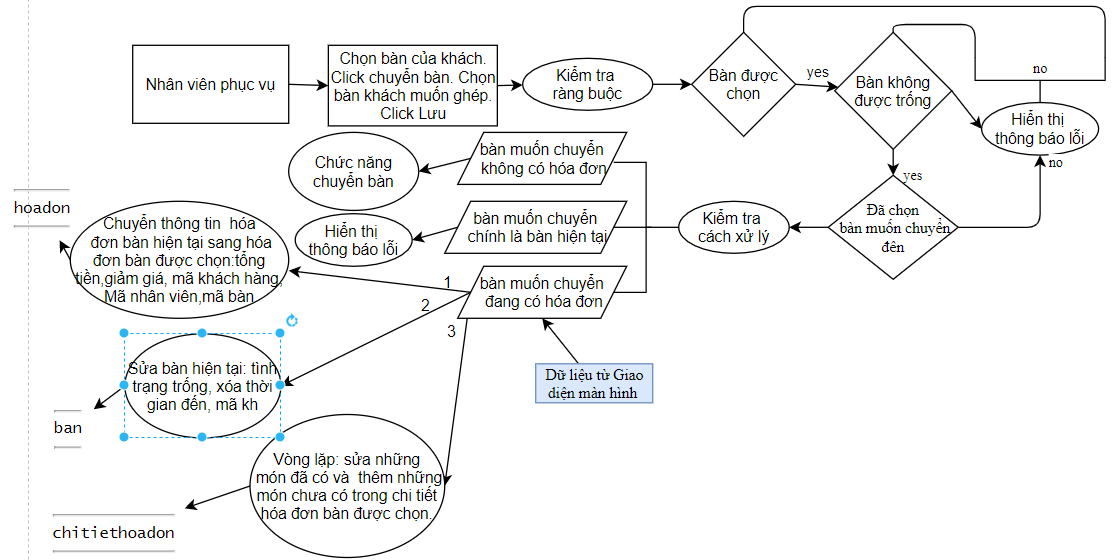 Nhân viên phục vụ
Chọn bàn của khách.
Click chuyển bàn. Chọn
bàn khách muốn ghép.
Click Lưu
Kiểm tra
ràng buộc
Bàn được
chọn
yes
Bàn không
được trống
no
Hiển thị
thông báo lỗi
no
yes
Đã chọn
bàn muốn chuyển
đên
Kiểm tra
cách xử lý
bàn muốn chuyển
không có hóa đơn
Chức năng
chuyển bàn
bàn muốn chuyển
chính là bàn hiện tại
Hiển thị
thông báo lỗi
bàn muốn chuyển
đang có hóa đơn
Dữ liệu từ Giao
diện màn hình
1
2
3
hoadon
Chuyển thông tin hóa
đơn bàn hiện tại sang hóa
đơn bàn được chọn:tổng
tiền,giảm giá, mã khách hàng,
Mã nhân viên,mã bàn
Sửa bàn hiện tại: tình
trạng trống, xóa thời
gian đến, mã kh
ban
Vòng lặp: sửa những
món đã có và thêm những
món chưa có trong chi tiết
hóa đơn bàn được chọn.
chitiethoadon